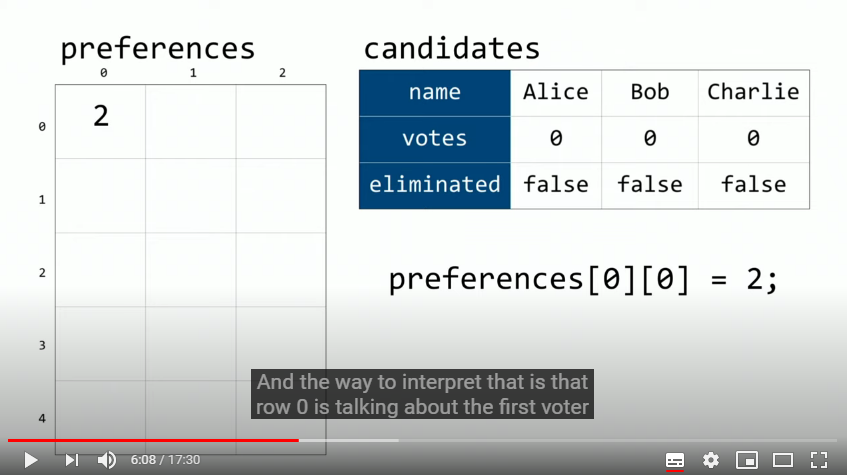 preferences
0 1 2
0 2
1
2
3
4
candidates
name Alice Bob Charlie
votes 0 0 0
eliminated false false false
preferences[0][0] = 2;
And the way to interpret that is that
row 0 is talking about the first voter
6:08 / 17:30